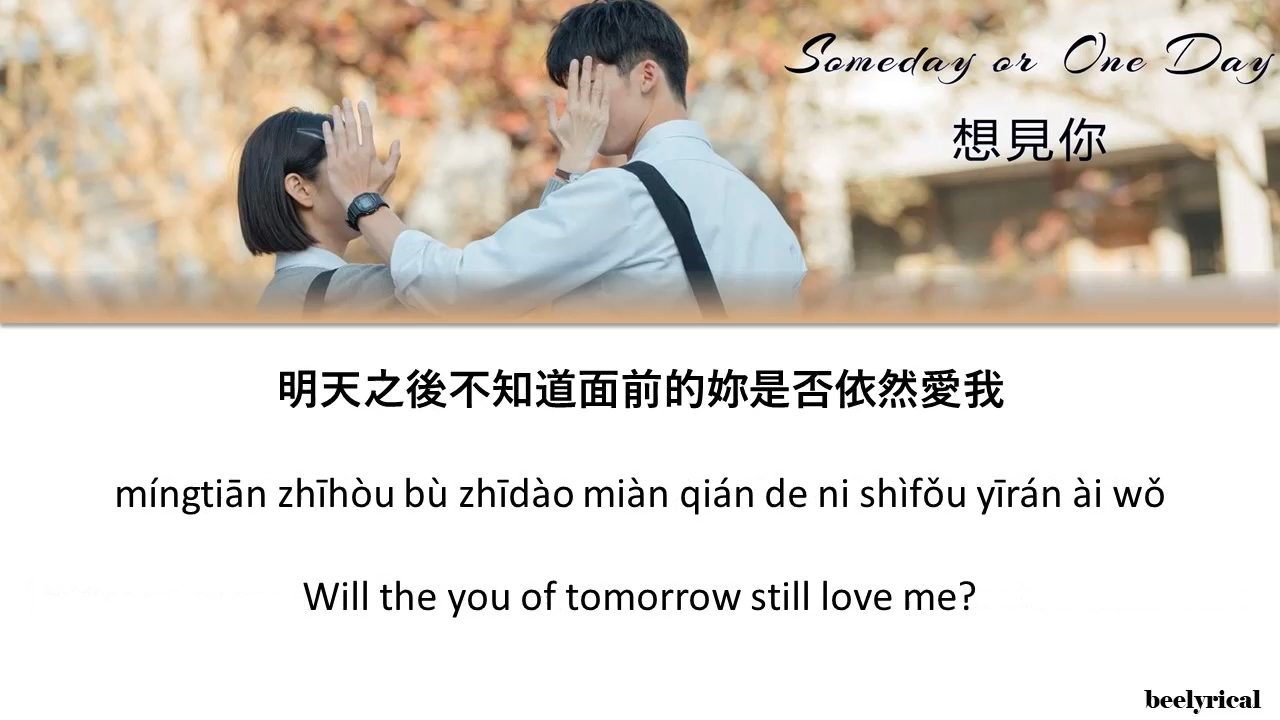 Someday or One Day
想見你
明天之後不知道面前的妳是否依然愛我
míngtiān zhīhòu bù zhīdào miàn qián de ni shìfǒu yīrán ài wǒ
Will the you of tomorrow still love me?
beelyrical